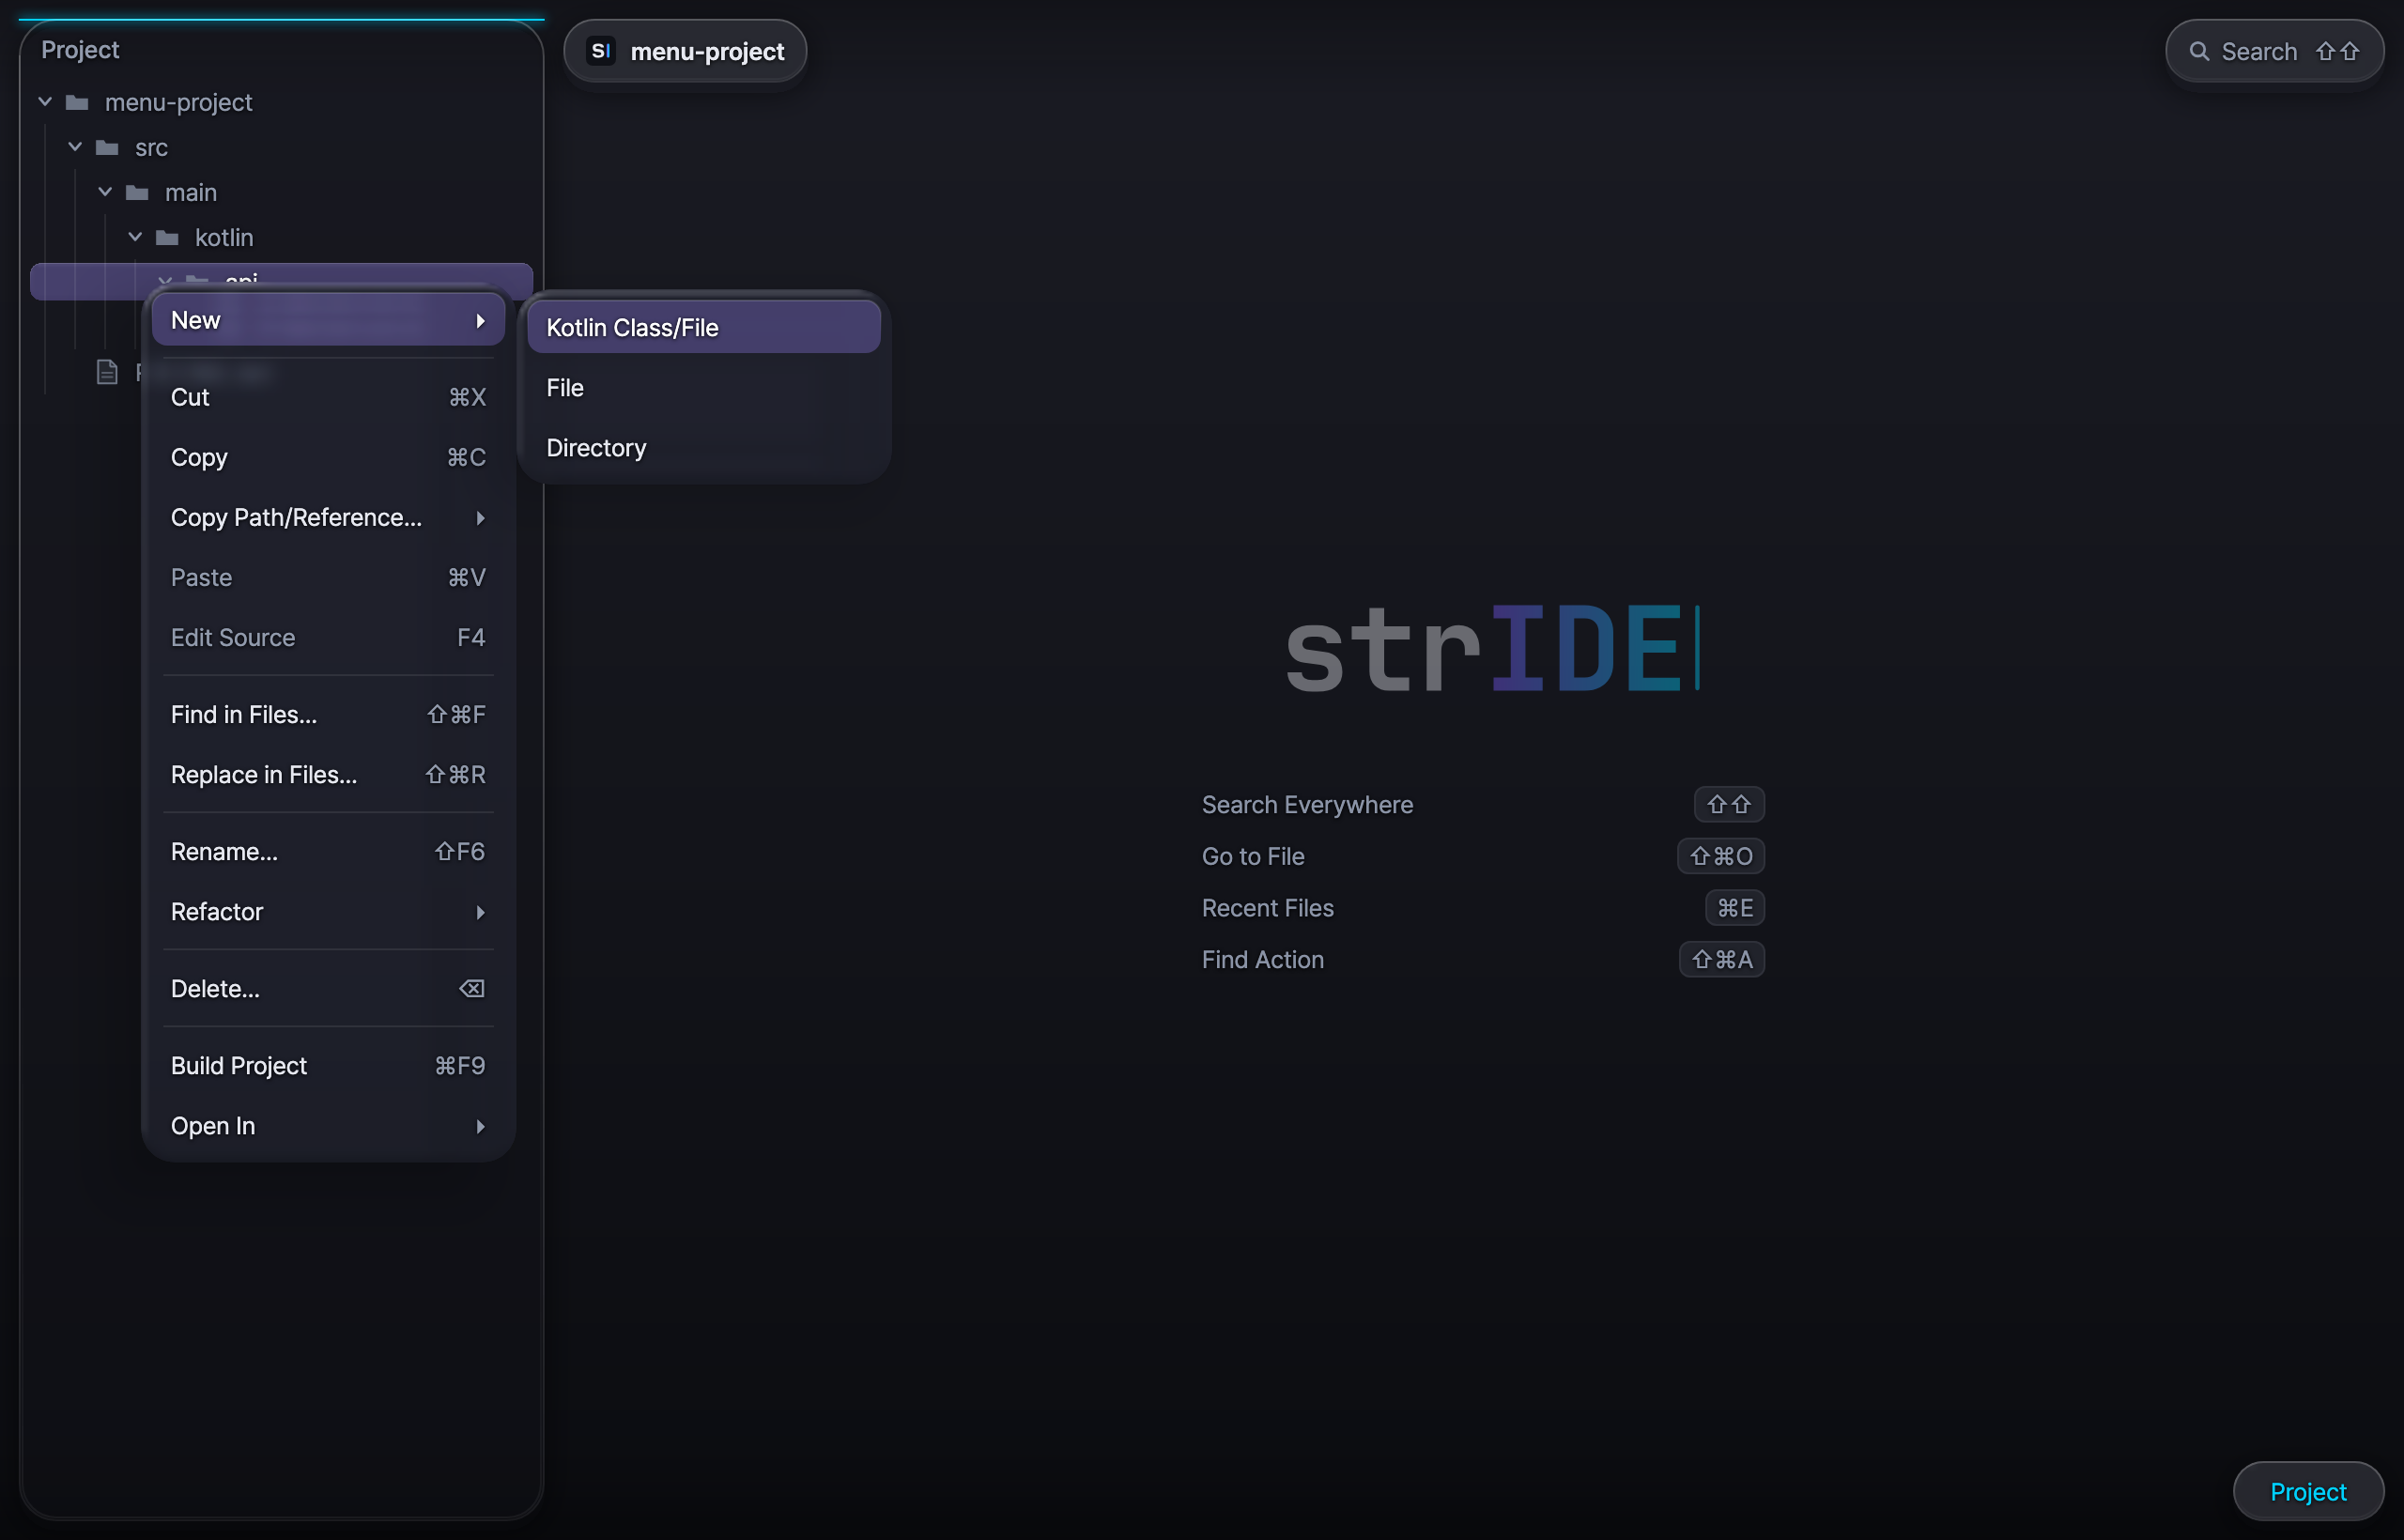 Project
menu-project
src
main
kotlin
api
SI menu-project
Search ⇧⇧
New
Cut ⌘X
Copy ⌘C
Copy Path/Reference...
Paste ⌘V
Edit Source F4
Find in Files... ⇧⌘F
Replace in Files... ⇧⌘R
Rename... ⇧F6
Refactor
Delete... ⌫
Build Project ⌘F9
Open In
Kotlin Class/File
File
Directory
strIDE
Search Everywhere ⇧⇧
Go to File ⇧⌘O
Recent Files ⌘E
Find Action ⇧⌘A
Project